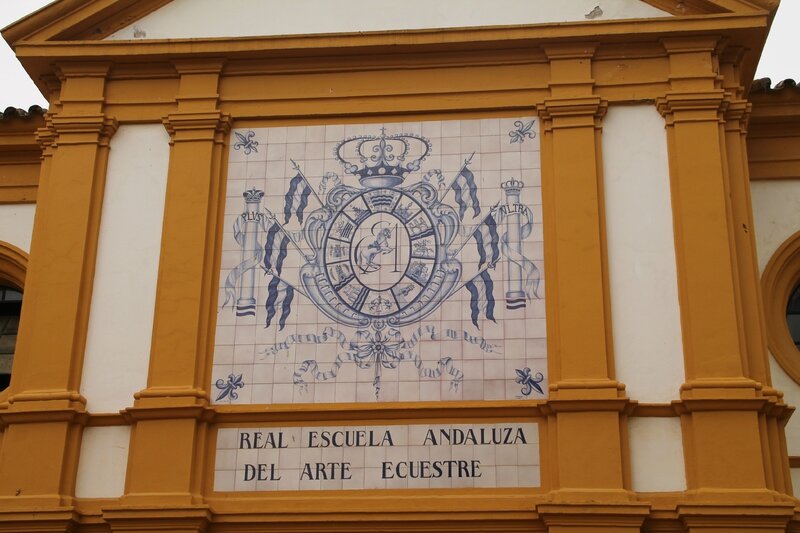 PLUS
ULTRA
REAL ESCUELA ANDALUZA
DEL ARTE ECUESTRE